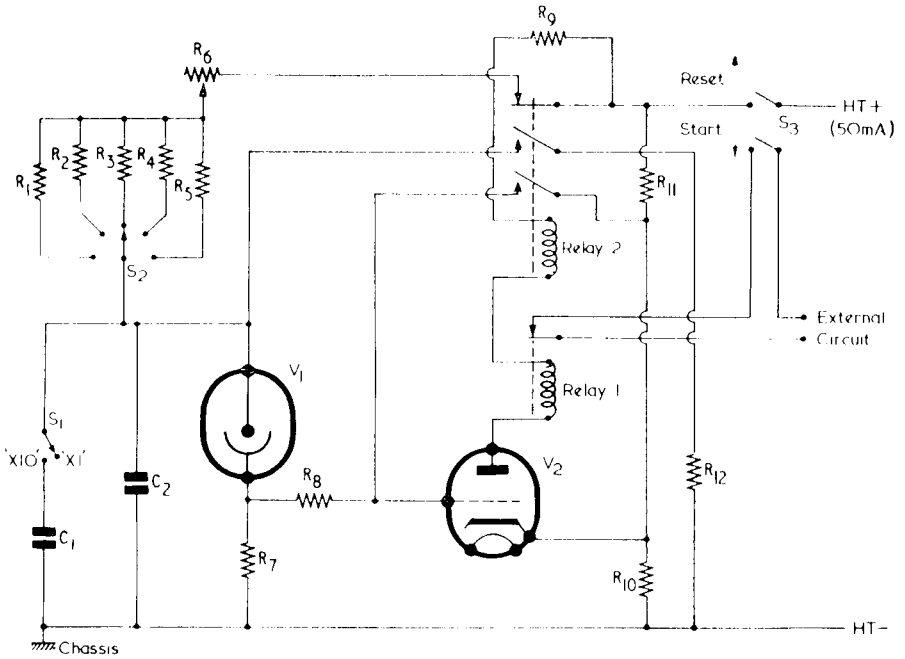 R9
R6
Reset
HT+
(50mA)
S3
Start
R1
R2
R3
R4
R5
R11
S2
Relay 2
External
Circuit
V1
Relay 1
S1
'X10'
'X1'
C2
R8
V2
R12
C1
R7
R10
HT-
Chassis